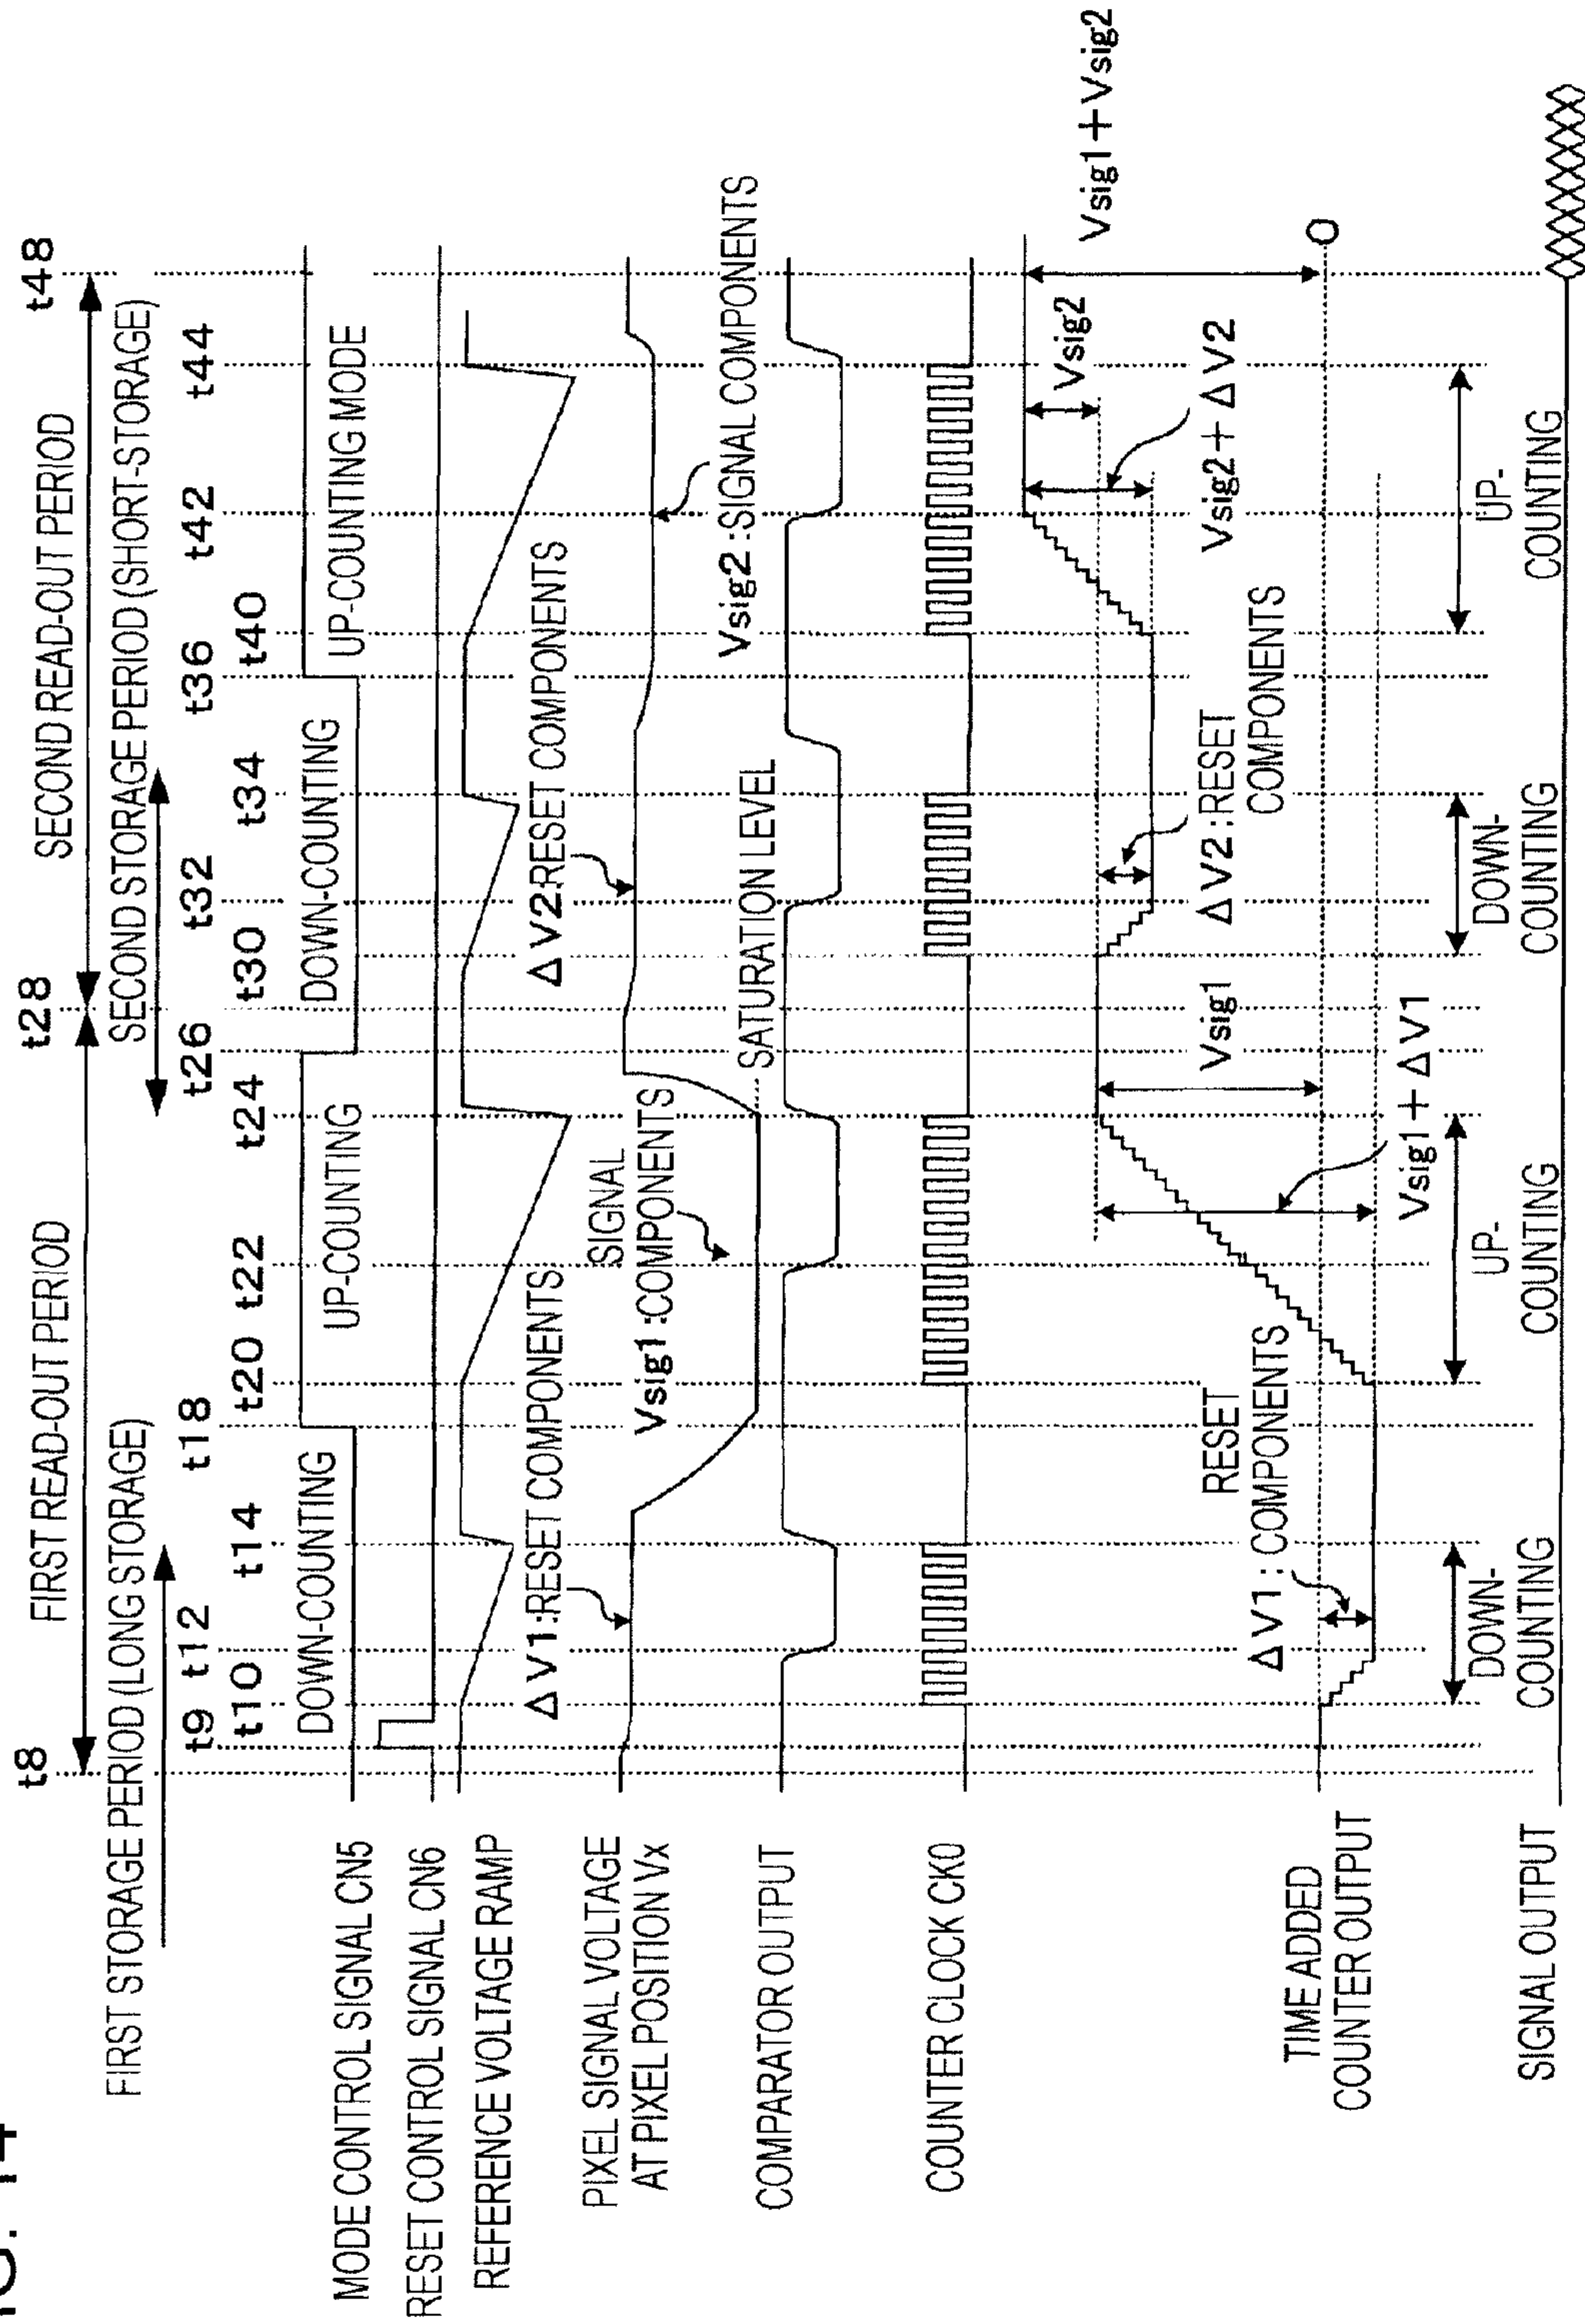 FIRST READ-OUT PERIOD
SECOND READ-OUT PERIOD
t8
t28
t48
FIRST STORAGE PERIOD (LONG STORAGE)
SECOND STORAGE PERIOD (SHORT-STORAGE)
t9 t12
t18
t26
t32
t36
t42
t44
t10
t14
t20 t22
t24
t30
t34
t40
MODE CONTROL SIGNAL CN5
DOWN-COUNTING
UP-COUNTING
DOWN-COUNTING
UP-COUNTING MODE
RESET CONTROL SIGNAL CN6
REFERENCE VOLTAGE RAMP
ΔV1:RESET COMPONENTS
ΔV2:RESET COMPONENTS
PIXEL SIGNAL VOLTAGE
AT PIXEL POSITION Vx
SIGNAL
Vsig1:COMPONENTS
SATURATION LEVEL
Vsig2:SIGNAL COMPONENTS
COMPARATOR OUTPUT
COUNTER CLOCK CK0
TIME ADDED
COUNTER OUTPUT
RESET
ΔV1: COMPONENTS
Vsig1
Vsig1+ΔV1
ΔV2:RESET
COMPONENTS
Vsig2
Vsig2+ΔV2
Vsig1+Vsig2
0
DOWN-
COUNTING
UP-
COUNTING
DOWN-
COUNTING
UP-
COUNTING
SIGNAL OUTPUT